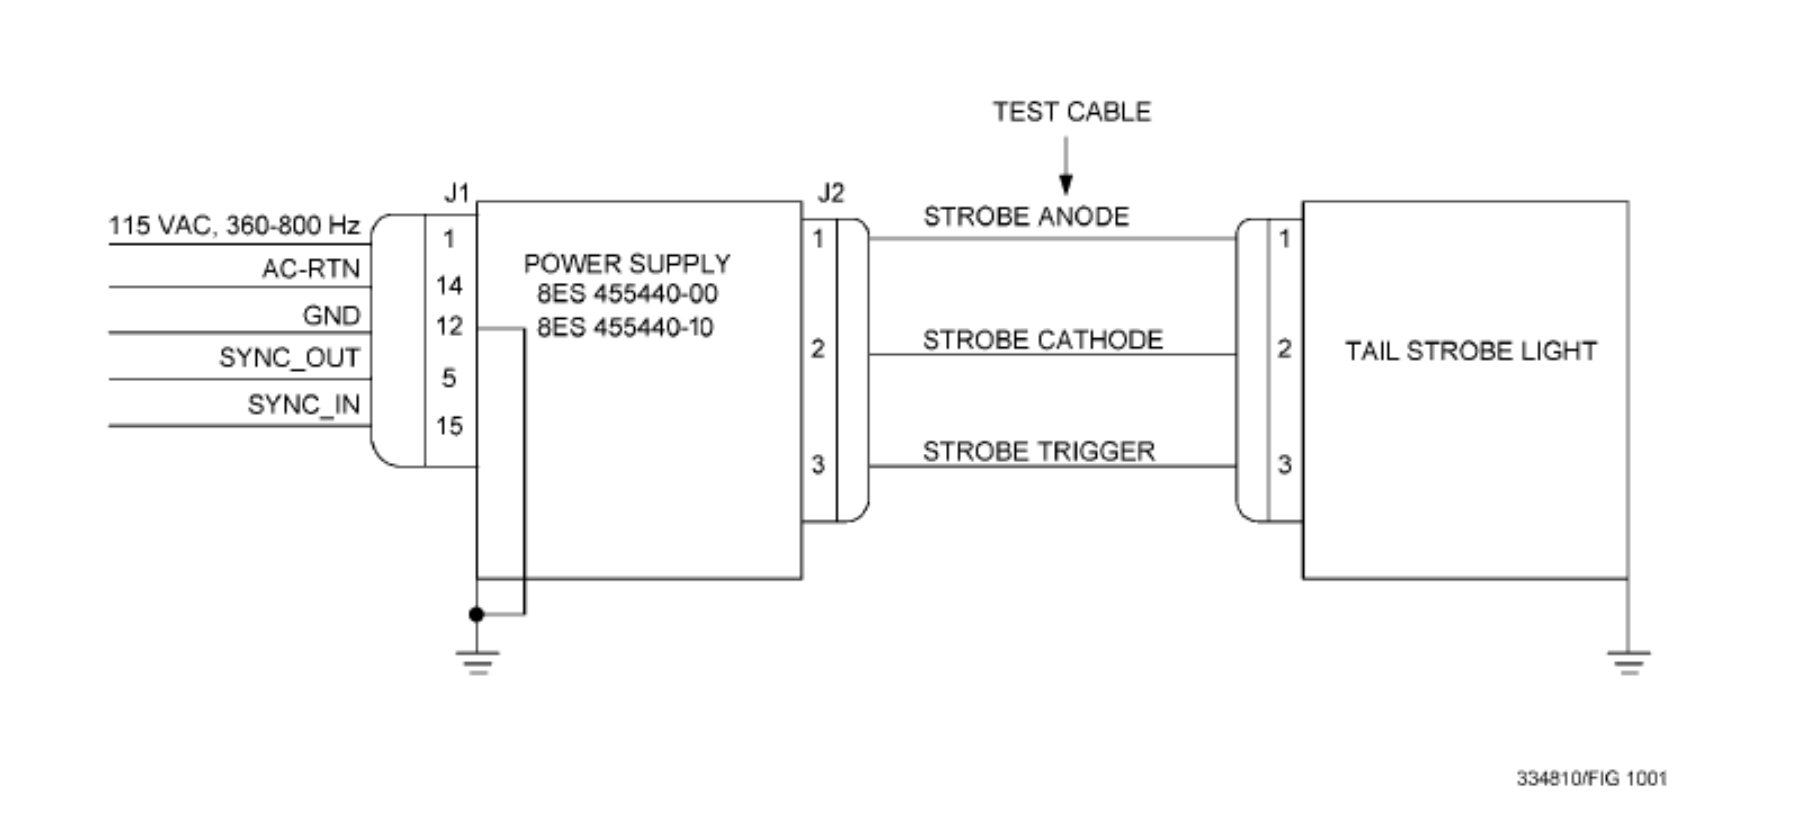 TEST CABLE
J1
J2
115 VAC, 360-800 Hz
1
AC-RTN
14
GND
12
SYNC_OUT
5
SYNC_IN
15
POWER SUPPLY
8ES 455440-00
8ES 455440-10
1
STROBE ANODE
1
2
STROBE CATHODE
2
3
STROBE TRIGGER
3
TAIL STROBE LIGHT
334810/FIG 1001